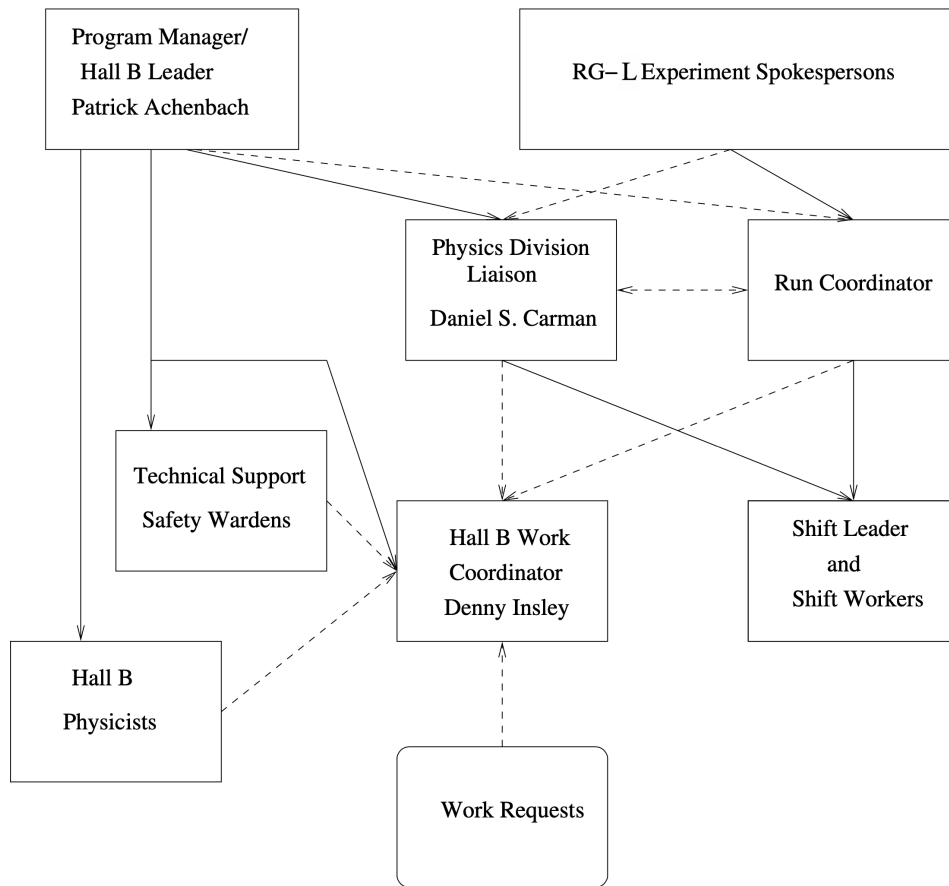 Program Manager/
Hall B Leader
Patrick Achenbach
RG–L Experiment Spokespersons
Physics Division
Liaison
Daniel S. Carman
Run Coordinator
Technical Support
Safety Wardens
Hall B Work
Coordinator
Denny Insley
Shift Leader
and
Shift Workers
Hall B
Physicists
Work Requests